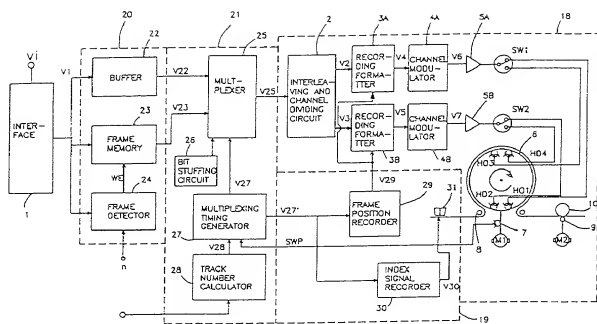 20
21
2
3A
4A
18
Vi
22
25
5A
SW1
BUFFER
V22
MULTI-
PLEXER
V25
INTERLEAVING AND CHANNEL DIVIDING CIRCUIT
V2
RECOR-
DING
FORMA-
TTER
V4
CHANNEL
MODU-
LATOR
V6
V1
INTER-
FACE
1
23
V23
FRAME
MEMORY
26
BIT
STUFFING
CIRCUIT
V3
RECOR-
DING
FORMA-
TTER
3B
V5
CHANNEL
MODU-
LATOR
4B
V7
5B
SW2
6
HD3
HD4
HD2
HD1
WE
24
FRAME
DETECTOR
n
V27
V29
29
31
MULTIPLEXING
TIMING
GENERATOR
27
V27'
FRAME
POSITION
RECORDER
10
9
8
7
M1
M2
V28
SWP
28
TRACK
NUMBER
CALCULATOR
INDEX
SIGNAL
RECORDER
30
V30
19